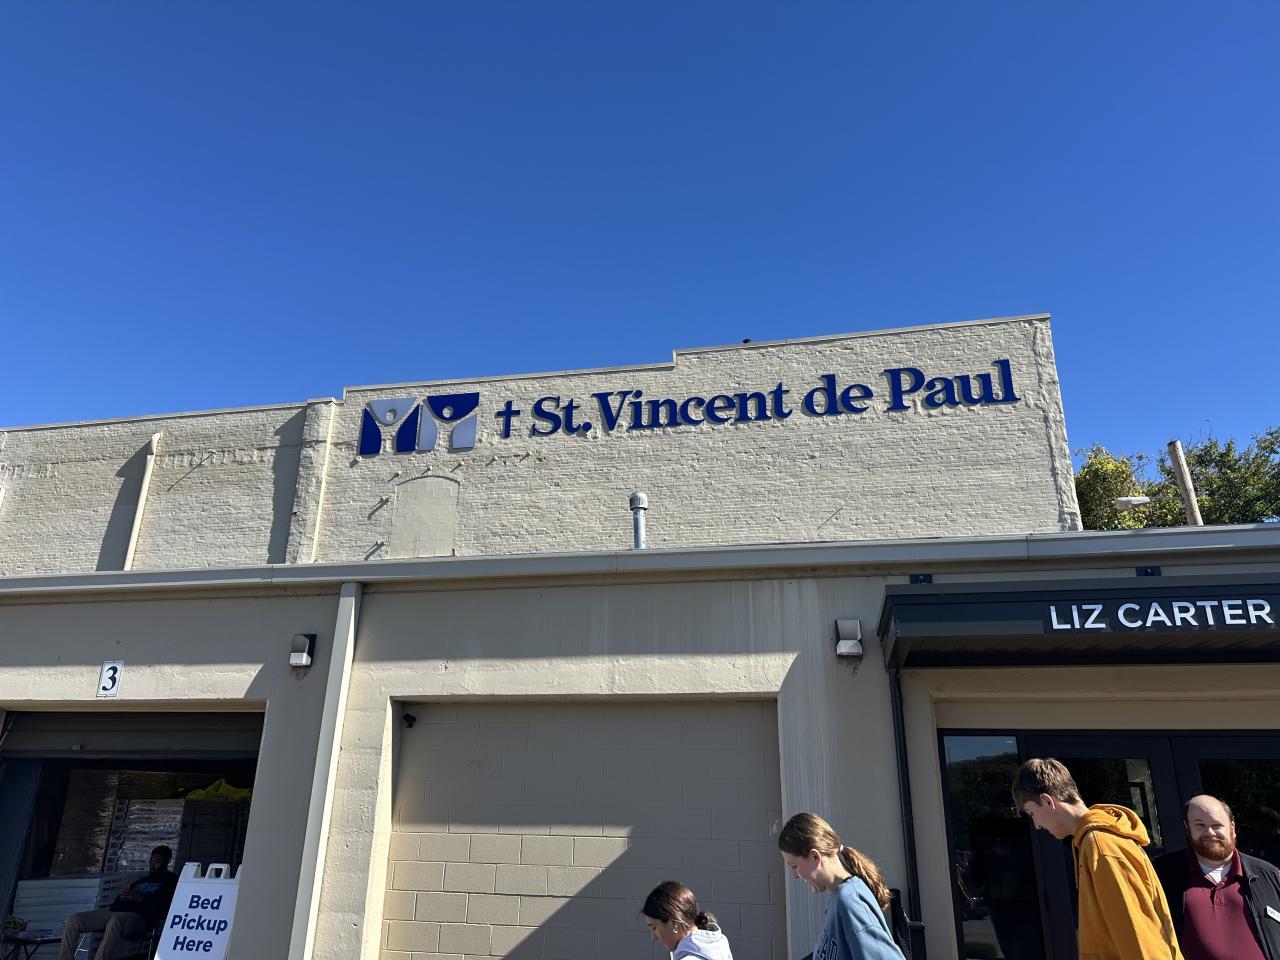 † St. Vincent de Paul
LIZ CARTER
3
Bed
Pickup
Here